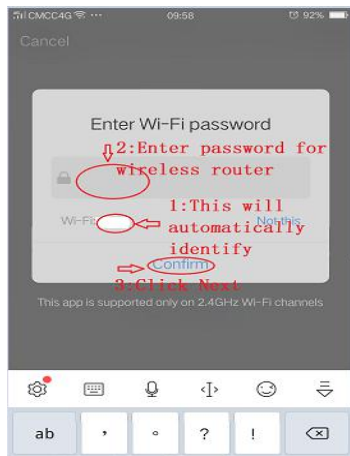 CMCC4G ... 09:58 92%
Cancel
Enter Wi-Fi password
2:Enter password for
wireless router
1:This will
Wi-Fi: Not this
automatically
identify
Confirm
3:Click Next
This app is supported only on 2.4GHz Wi-Fi channels
ab , 。 ? !